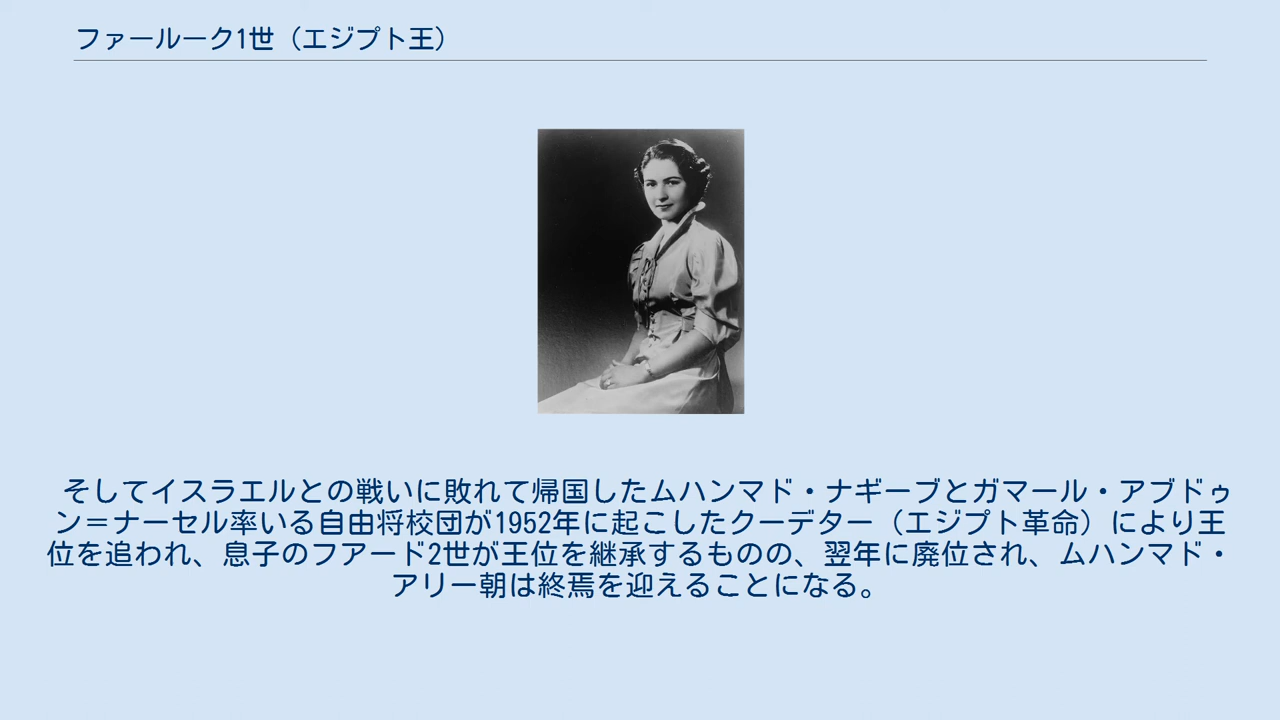 ファールーク1世（エジプト王）
そしてイスラエルとの戦いに敗れて帰国したムハンマド・ナギーブとガマール・アブドゥ
ン＝ナーセル率いる自由将校団が1952年に起こしたクーデター（エジプト革命）により王
位を追われ、息子のフアード2世が王位を継承するものの、翌年に廃位され、ムハンマド・
アリー朝は終焉を迎えることになる。